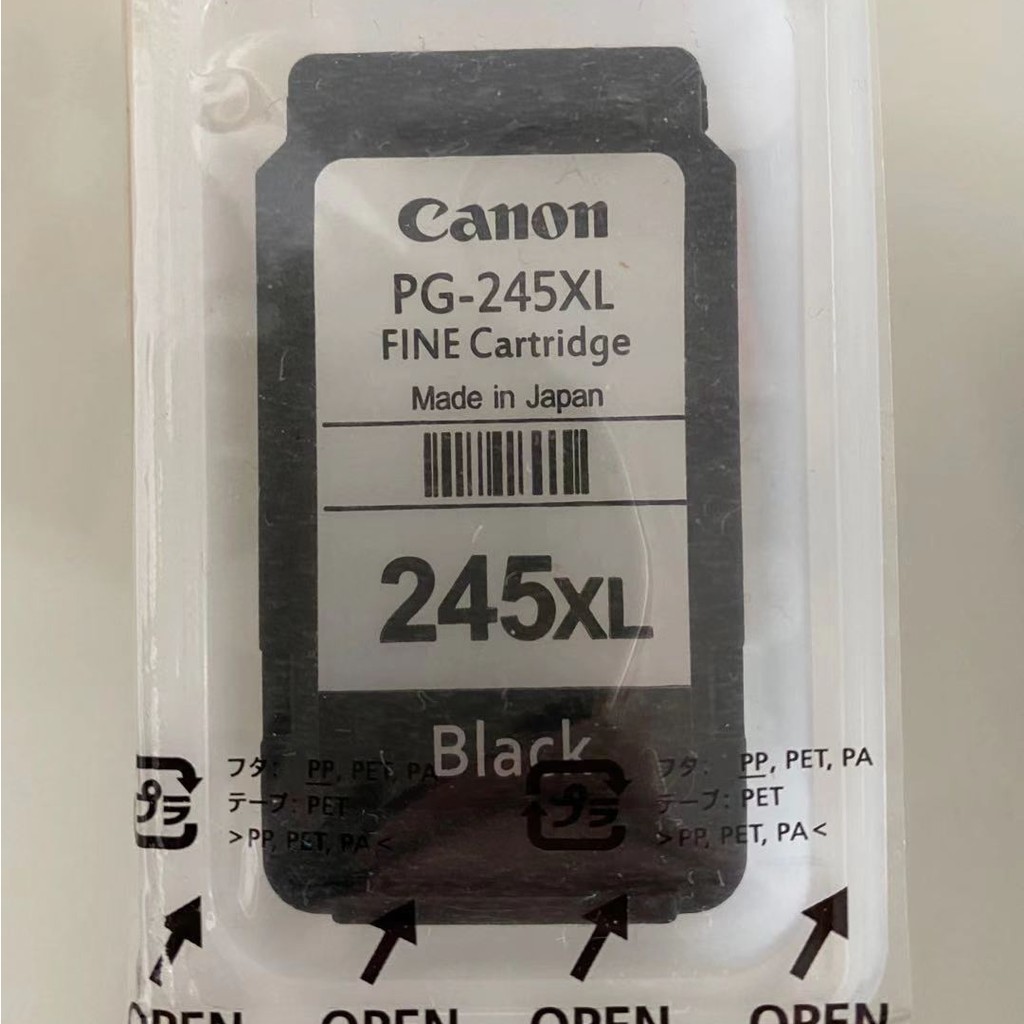 Canon
PG-245XL
FINE Cartridge
Made in Japan
245XL
Black
プラ フタ: PP, PET, PA プラ フタ: PP, PET, PA
テープ: PET テープ: PET
>PP, PET, PA< >PP, PET, PA<
OPEN OPEN OPEN OPEN